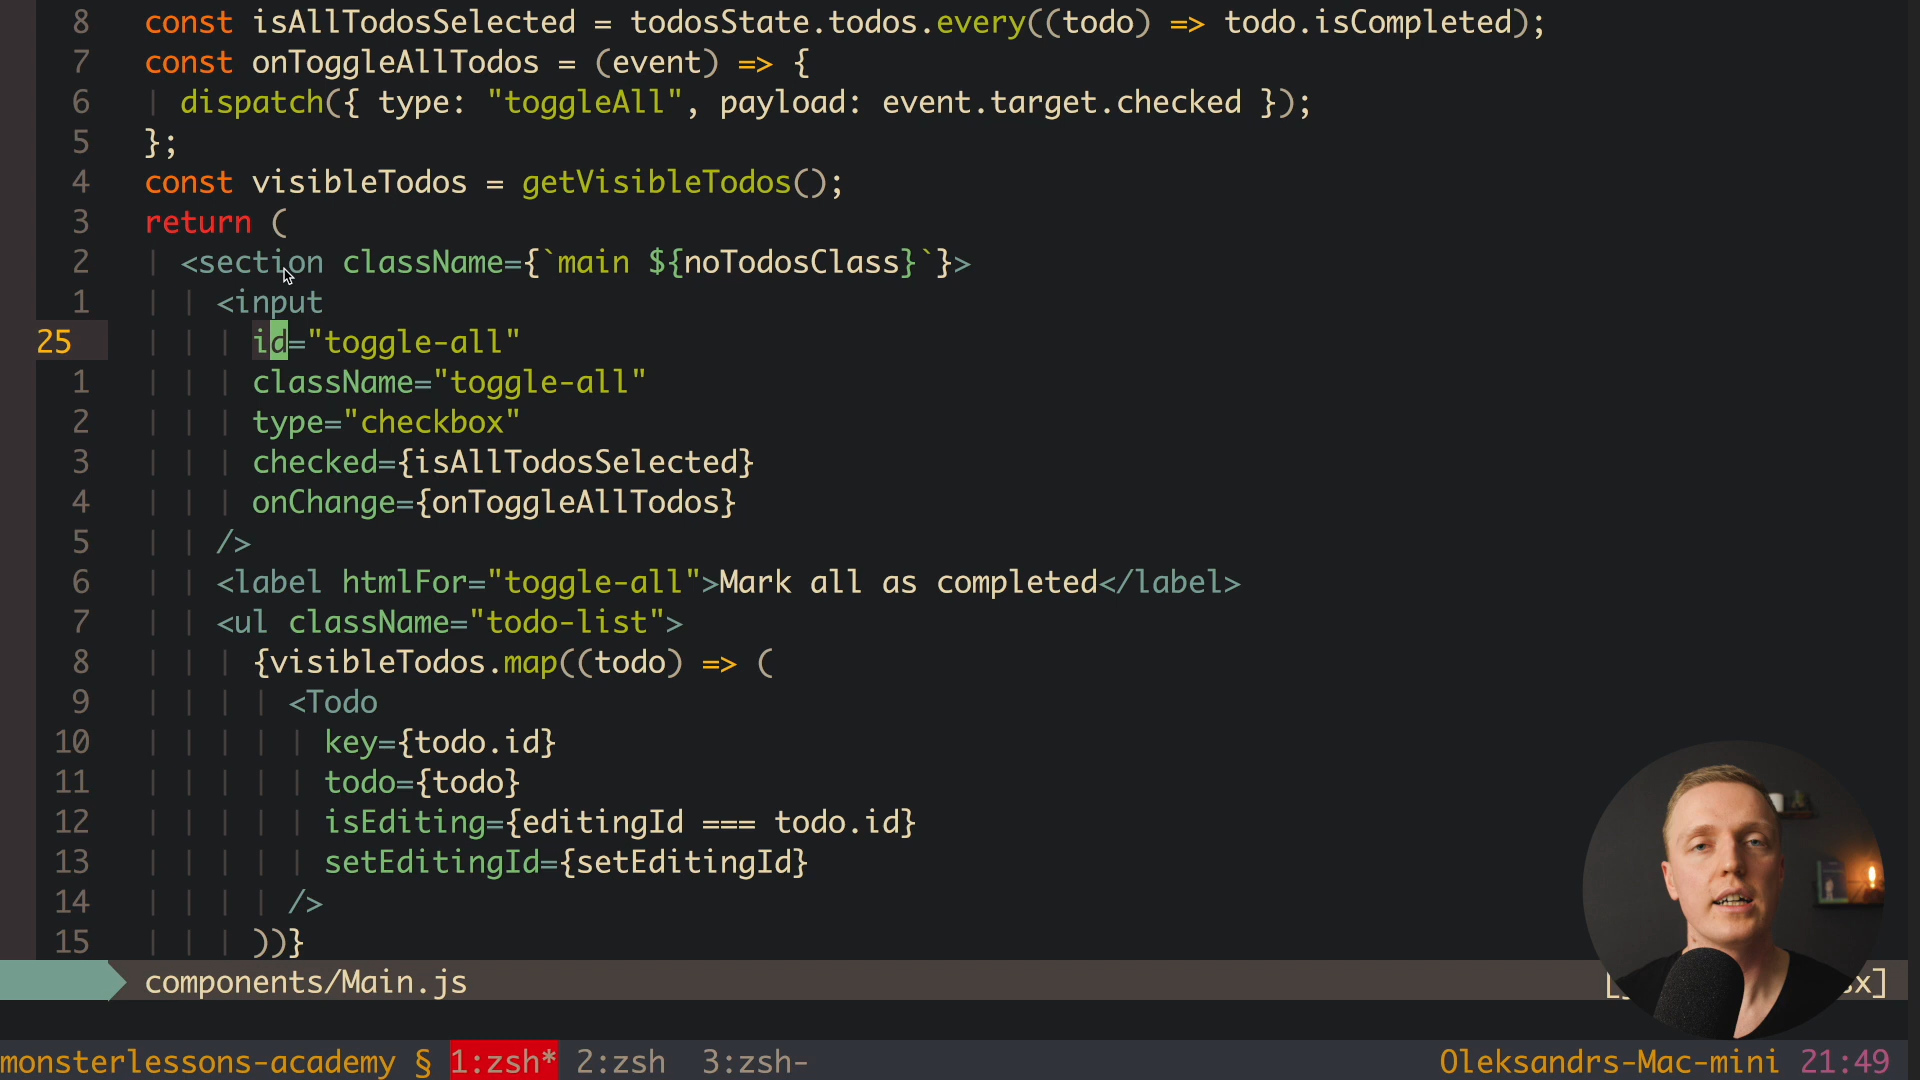 8 const isAllTodosSelected = todosState.todos.every((todo) => todo.isCompleted);
7 const onToggleAllTodos = (event) => {
6 dispatch({ type: "toggleAll", payload: event.target.checked });
5 };
4 const visibleTodos = getVisibleTodos();
3 return (
2 <section className={`main ${noTodosClass}`}>
1 <input
25 id="toggle-all"
1 className="toggle-all"
2 type="checkbox"
3 checked={isAllTodosSelected}
4 onChange={onToggleAllTodos}
5 />
6 <label htmlFor="toggle-all">Mark all as completed</label>
7 <ul className="todo-list">
8 {visibleTodos.map((todo) => (
9 <Todo
10 key={todo.id}
11 todo={todo}
12 isEditing={editingId === todo.id}
13 setEditingId={setEditingId}
14 />
15 ))}
components/Main.js
monsterlessons-academy § 1:zsh* 2:zsh 3:zsh- Oleksandrs-Mac-mini 21:49